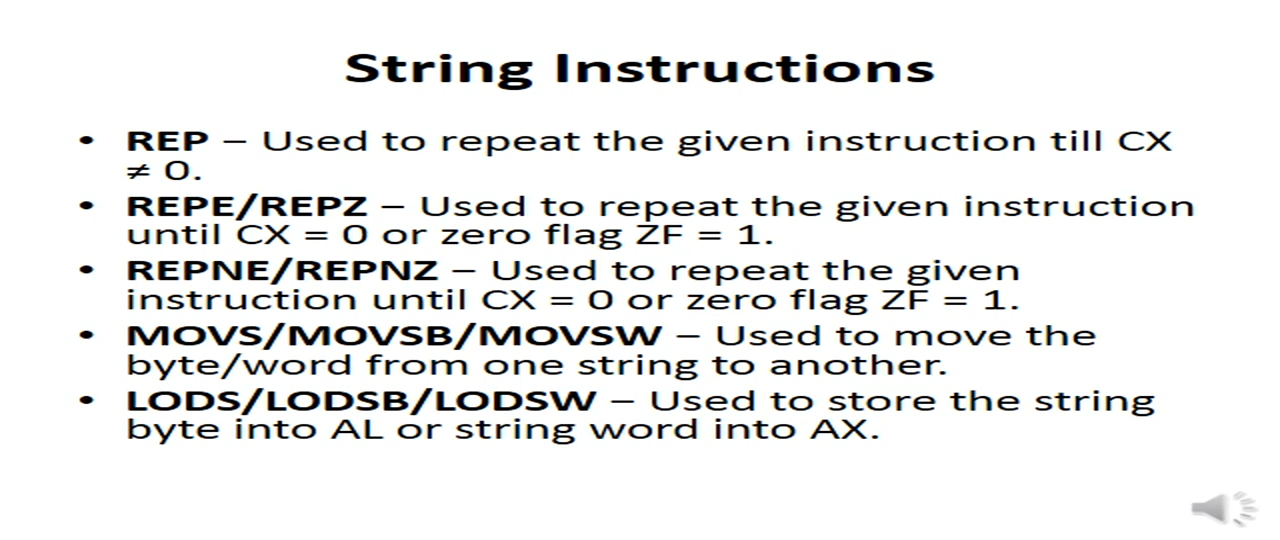 String Instructions
• REP – Used to repeat the given instruction till CX
≠ 0.
• REPE/REPZ – Used to repeat the given instruction
until CX = 0 or zero flag ZF = 1.
• REPNE/REPNZ – Used to repeat the given
instruction until CX = 0 or zero flag ZF = 1.
• MOVS/MOVSB/MOVSW – Used to move the
byte/word from one string to another.
• LODS/LODSB/LODSW – Used to store the string
byte into AL or string word into AX.